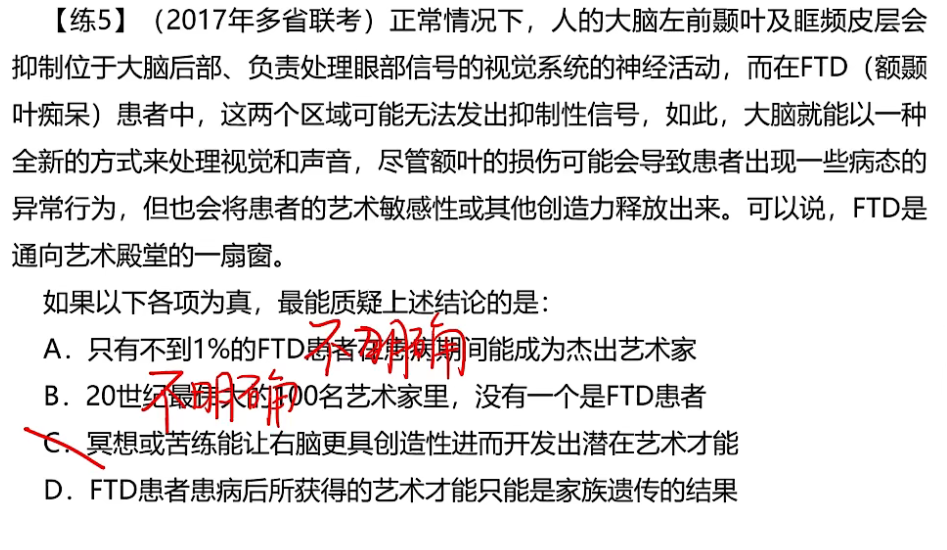 【练5】（2017年多省联考）正常情况下，人的大脑左前颞叶及眶频皮层会
抑制位于大脑后部、负责处理眼部信号的视觉系统的神经活动，而在FTD（额颞
叶痴呆）患者中，这两个区域可能无法发出抑制性信号，如此，大脑就能以一种
全新的方式来处理视觉和声音，尽管额叶的损伤可能会导致患者出现一些病态的
异常行为，但也会将患者的艺术敏感性或其他创造力释放出来。可以说，FTD是
通向艺术殿堂的一扇窗。
如果以下各项为真，最能质疑上述结论的是：
A．只有不到1%的FTD患者在患病期间能成为杰出艺术家
不明确
B．20世纪最伟大的100名艺术家里，没有一个是FTD患者
不明确
C．冥想或苦练能让右脑更具创造性进而开发出潜在艺术才能
D．FTD患者患病后所获得的艺术才能只能是家族遗传的结果